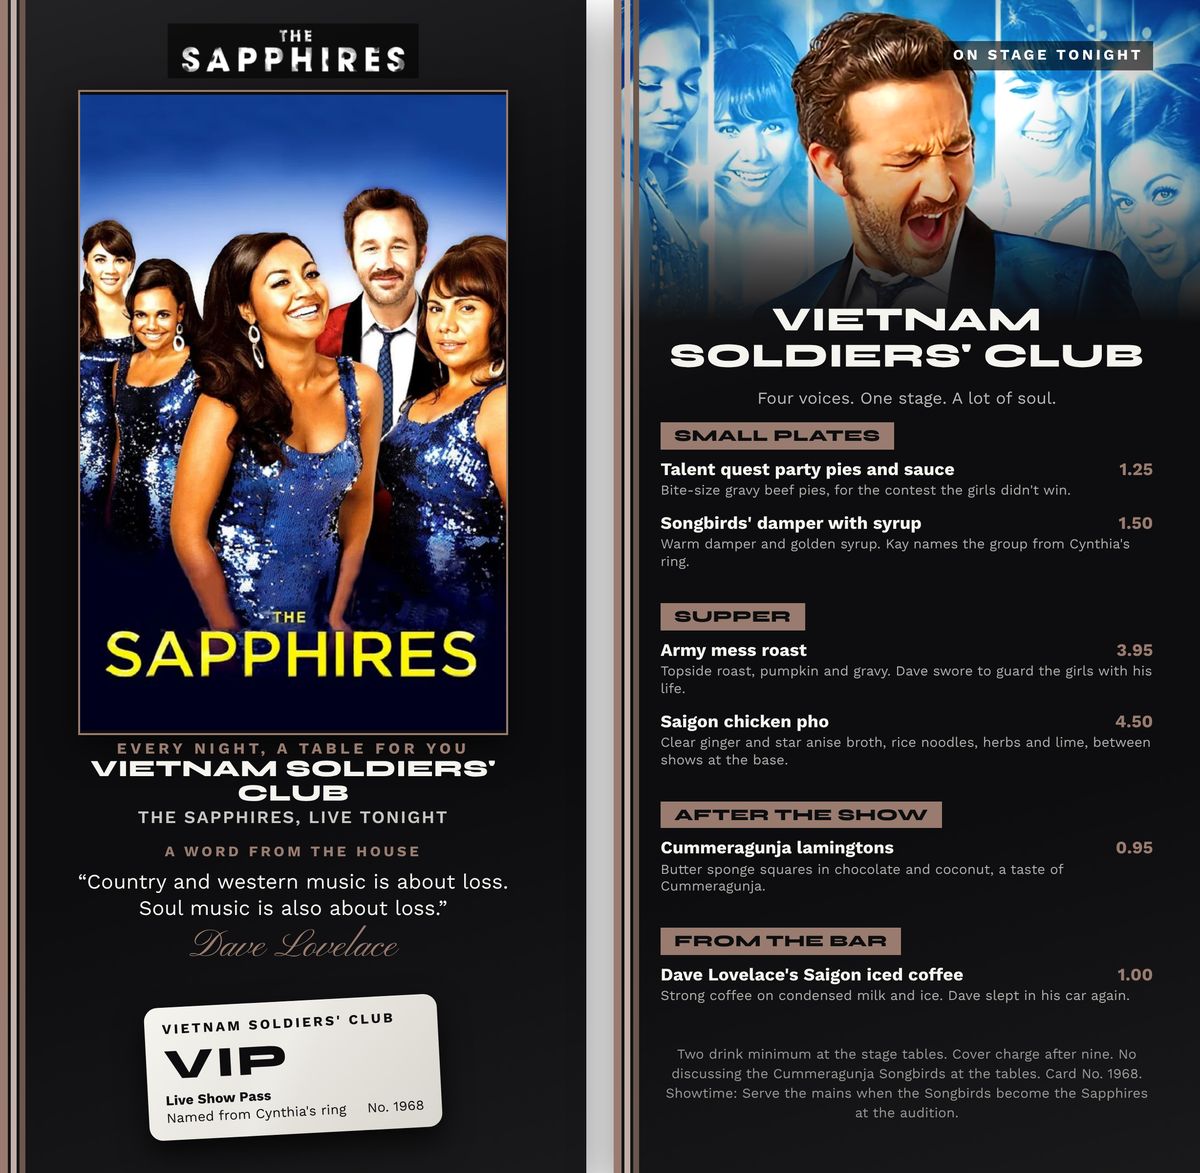 THE
SAPPHIRES
THE
SAPPHIRES
EVERY NIGHT, A TABLE FOR YOU
VIETNAM SOLDIERS'
CLUB
THE SAPPHIRES, LIVE TONIGHT
A WORD FROM THE HOUSE
“Country and western music is about loss.
Soul music is also about loss.”
Dave Lovelace
VIETNAM SOLDIERS' CLUB
VIP
Live Show Pass
Named from Cynthia's ring No. 1968
ON STAGE TONIGHT
VIETNAM
SOLDIERS' CLUB
Four voices. One stage. A lot of soul.
SMALL PLATES
Talent quest party pies and sauce 1.25
Bite-size gravy beef pies, for the contest the girls didn't win.
Songbirds' damper with syrup 1.50
Warm damper and golden syrup. Kay names the group from Cynthia's
ring.
SUPPER
Army mess roast 3.95
Topside roast, pumpkin and gravy. Dave swore to guard the girls with his
life.
Saigon chicken pho 4.50
Clear ginger and star anise broth, rice noodles, herbs and lime, between
shows at the base.
AFTER THE SHOW
Cummeragunja lamingtons 0.95
Butter sponge squares in chocolate and coconut, a taste of
Cummeragunja.
FROM THE BAR
Dave Lovelace's Saigon iced coffee 1.00
Strong coffee on condensed milk and ice. Dave slept in his car again.
Two drink minimum at the stage tables. Cover charge after nine. No
discussing the Cummeragunja Songbirds at the tables. Card No. 1968.
Showtime: Serve the mains when the Songbirds become the Sapphires
at the audition.